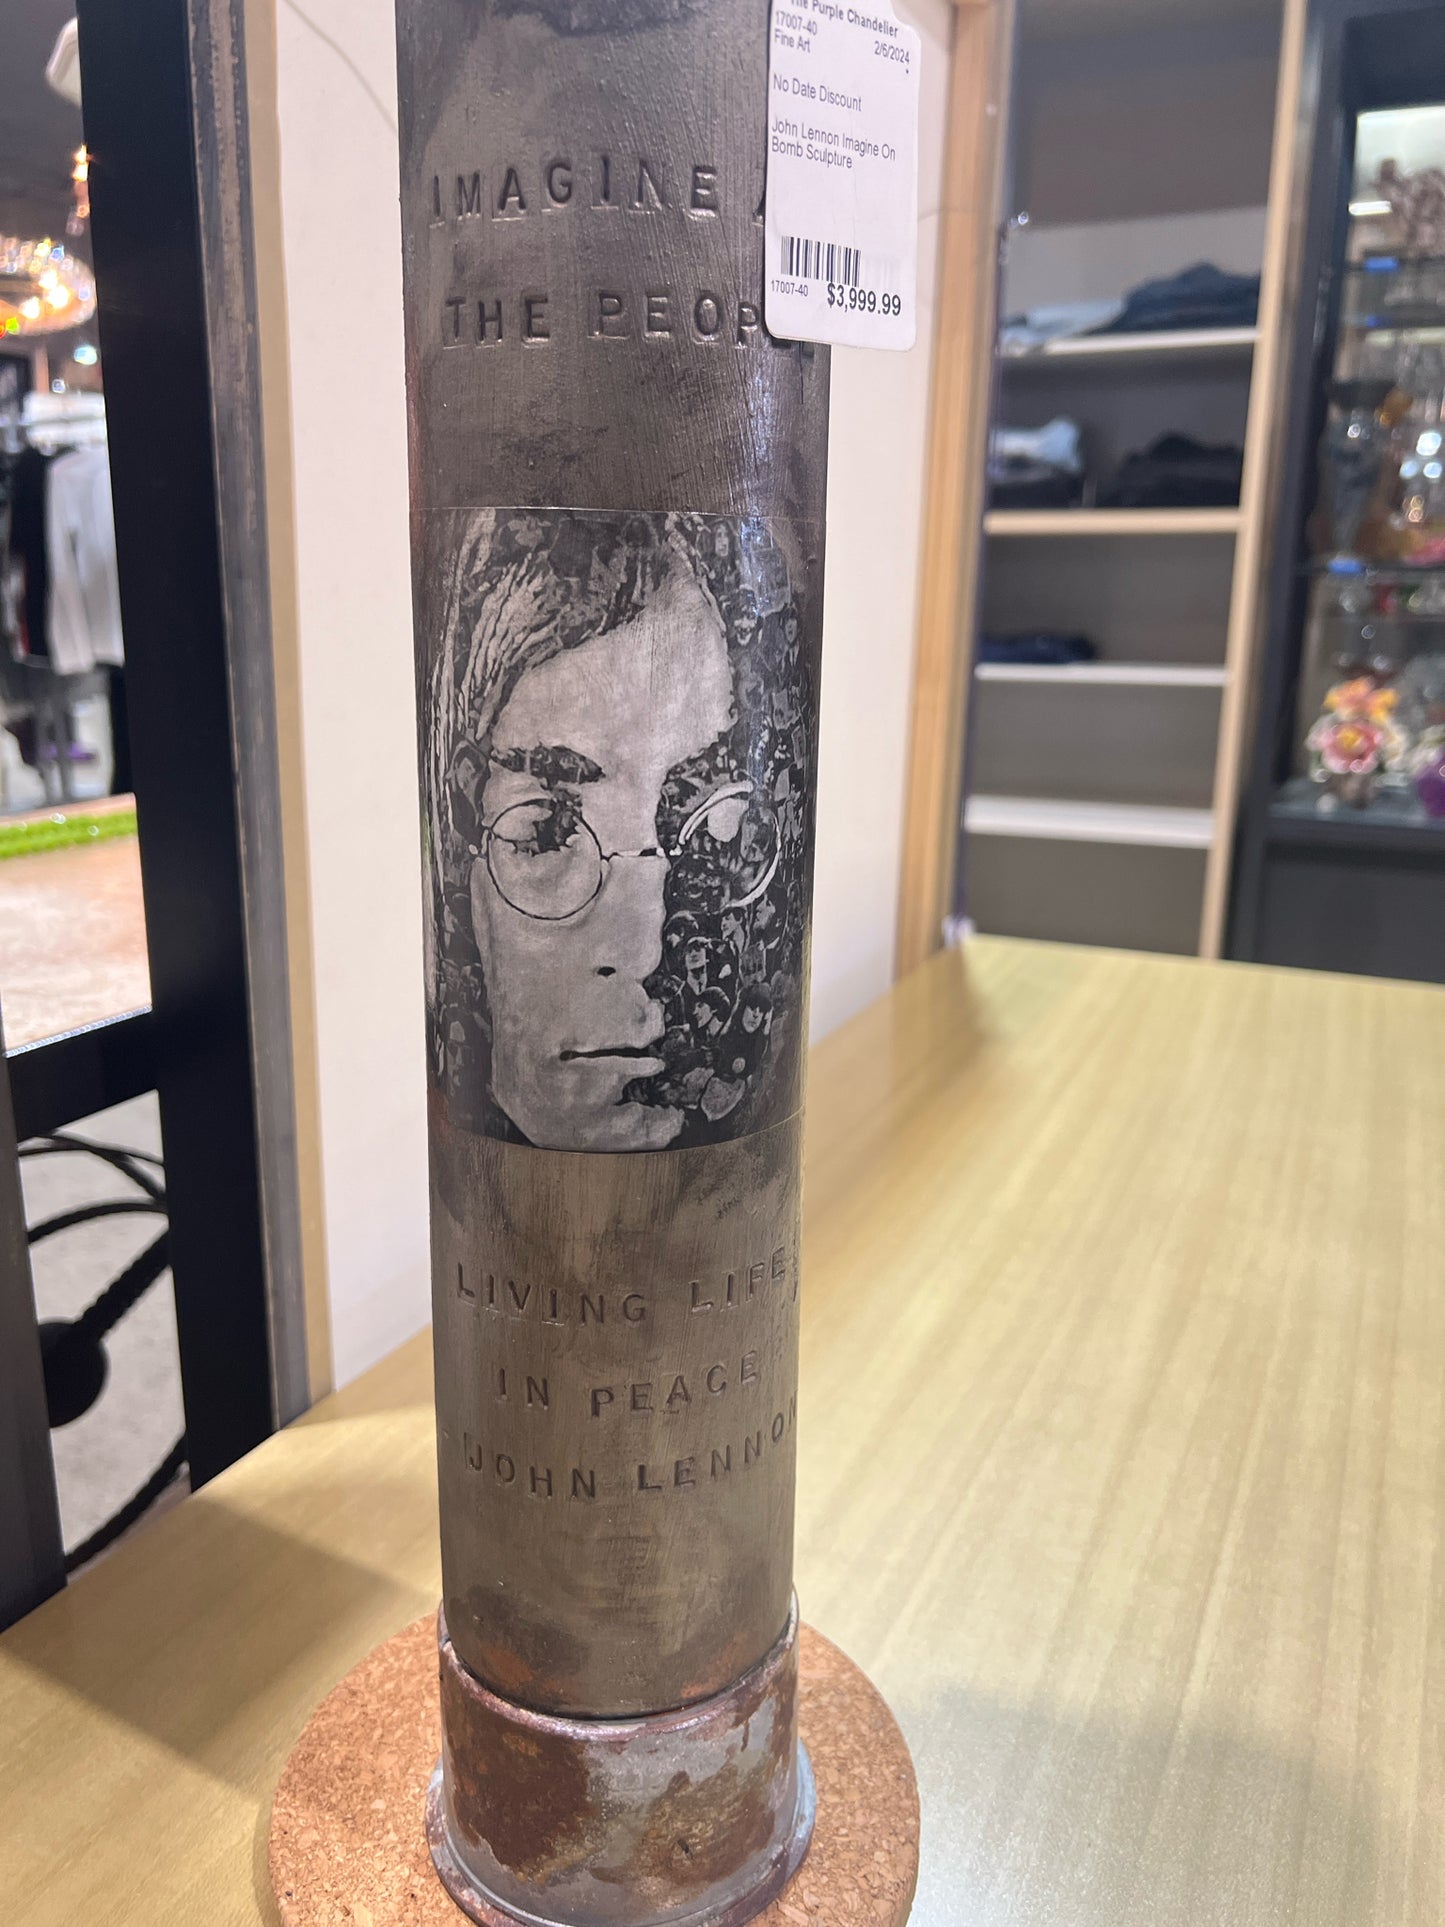 The Purple Chandelier
17007-40
Fine Art 2/6/2024
No Date Discount
John Lennon Imagine On
Bomb Sculpture
17007-40 $3,999.99
IMAGINE
THE PEOP
LIVING LIFE
IN PEACE
JOHN LENNON